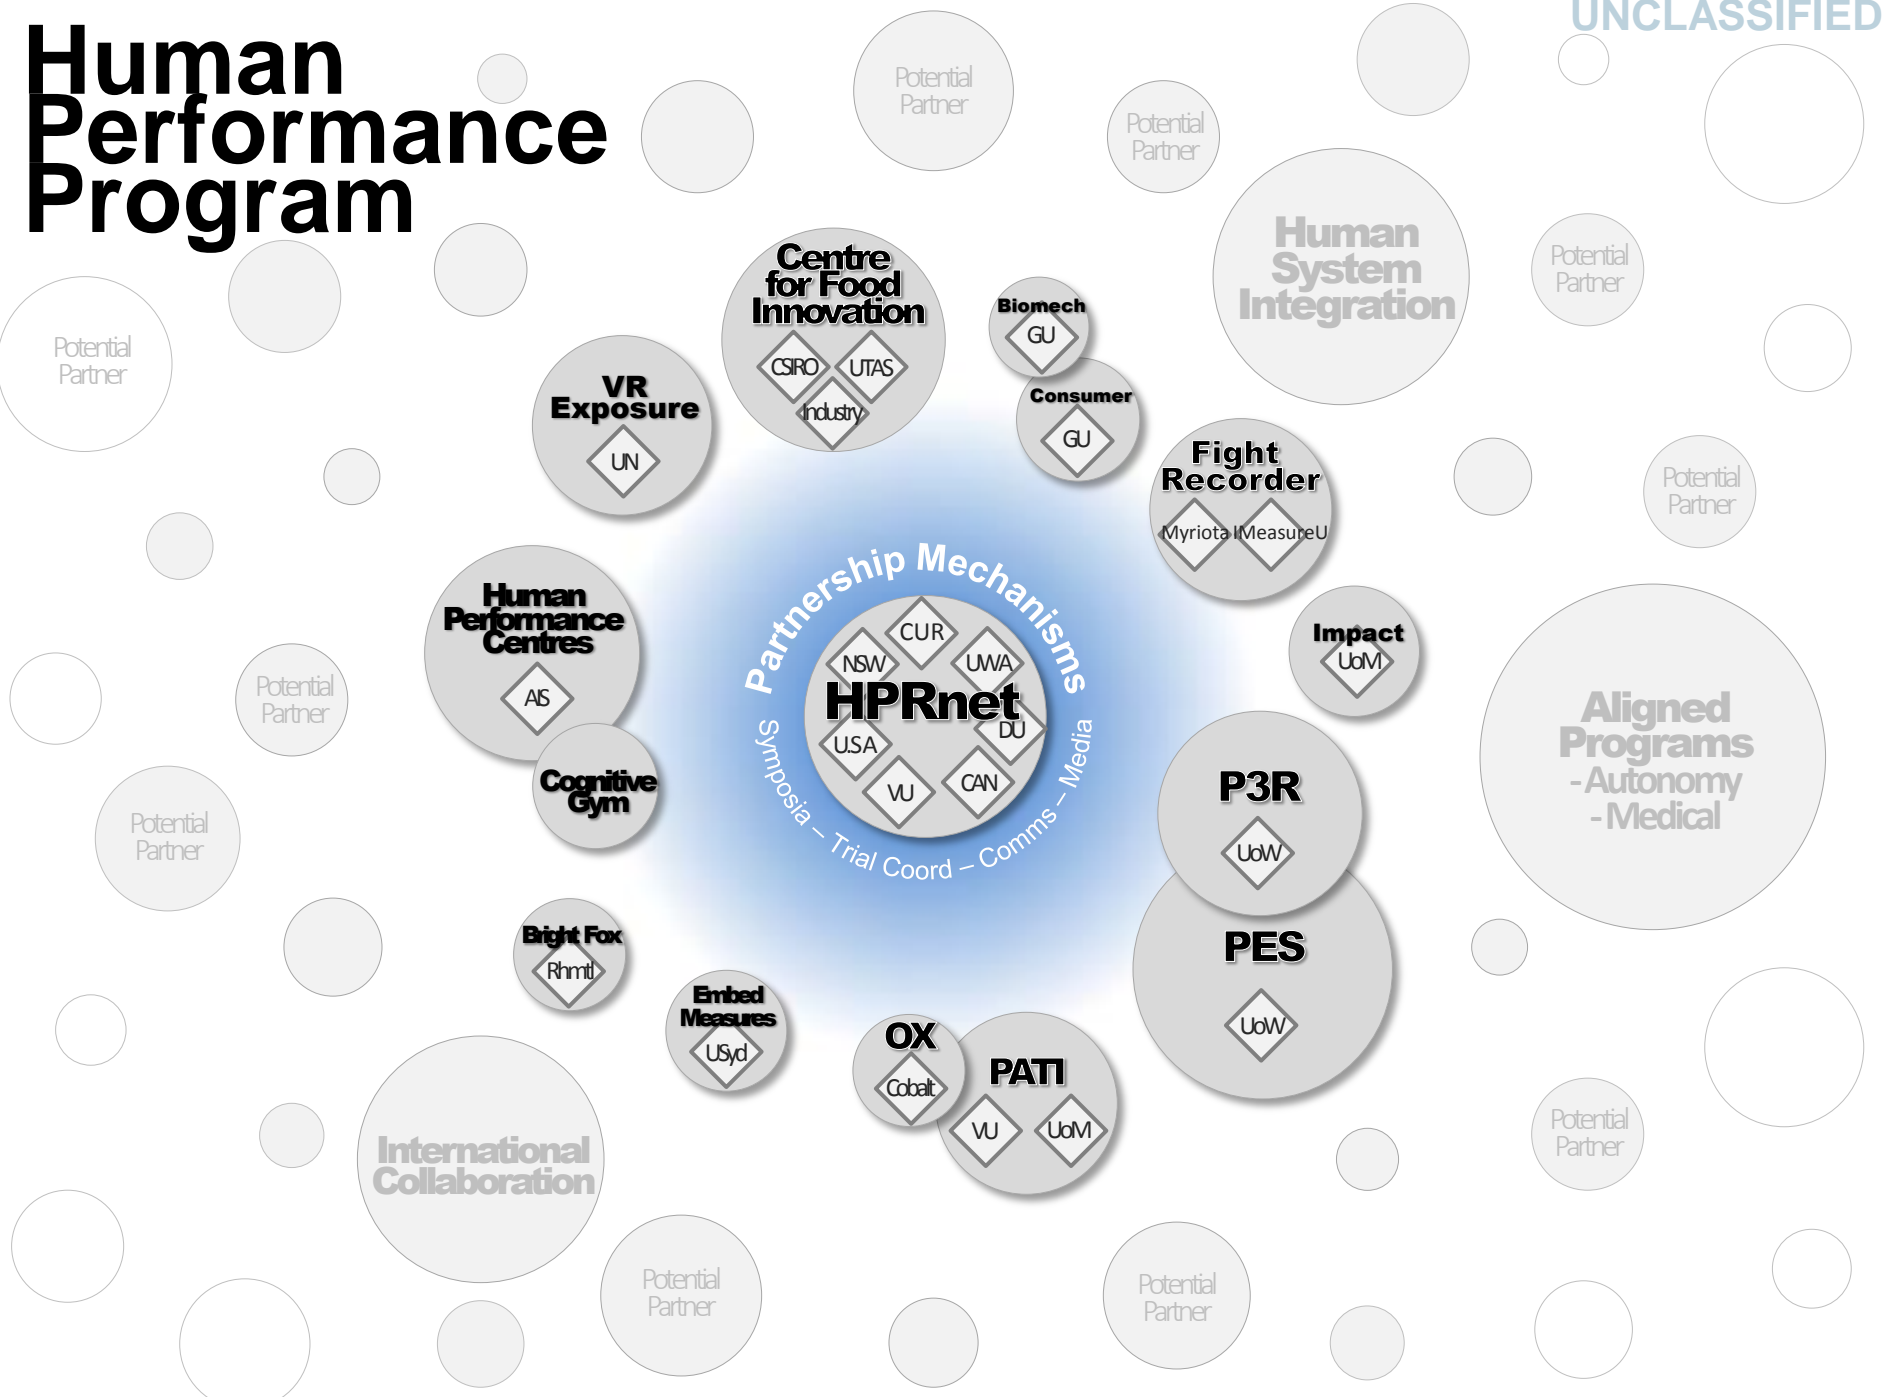 UNCLASSIFIED
Human
Performance
Program
Potential
Partner
Potential
Partner
Human
System
Integration
Potential
Partner
Centre
for Food
Innovation
CSIRO
UTAS
Industry
Biomech
GU
Consumer
GU
Potential
Partner
VR
Exposure
UN
Fight
Recorder
Myriota
IMeasureU
Potential
Partner
Partnership Mechanisms
Human
Performance
Centres
AIS
Cognitive
Gym
CUR
NSW
UWA
HPRnet
DU
U.SA
VU
CAN
Symposia – Trial Coord – Comms – Media
Impact
UoM
Potential
Partner
Aligned
Programs
- Autonomy
- Medical
P3R
UoW
Potential
Partner
PES
UoW
Bright Fox
Rhmtl
Embed
Measures
USyd
OX
Cobalt
PATI
VU
UoM
International
Collaboration
Potential
Partner
Potential
Partner
Potential
Partner